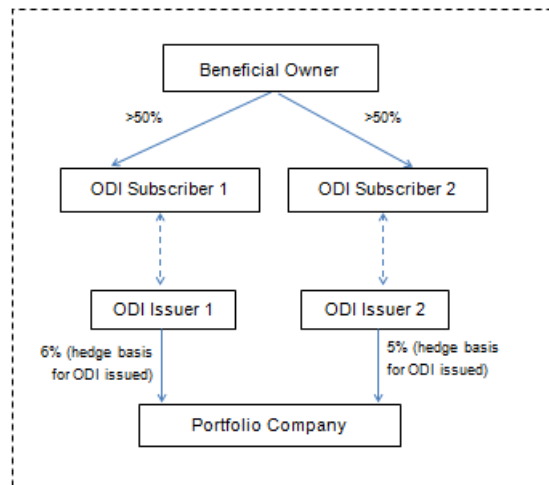 Beneficial Owner
>50%
>50%
ODI Subscriber 1
ODI Subscriber 2
ODI Issuer 1
ODI Issuer 2
6% (hedge basis
for ODI issued)
5% (hedge basis
for ODI issued)
Portfolio Company